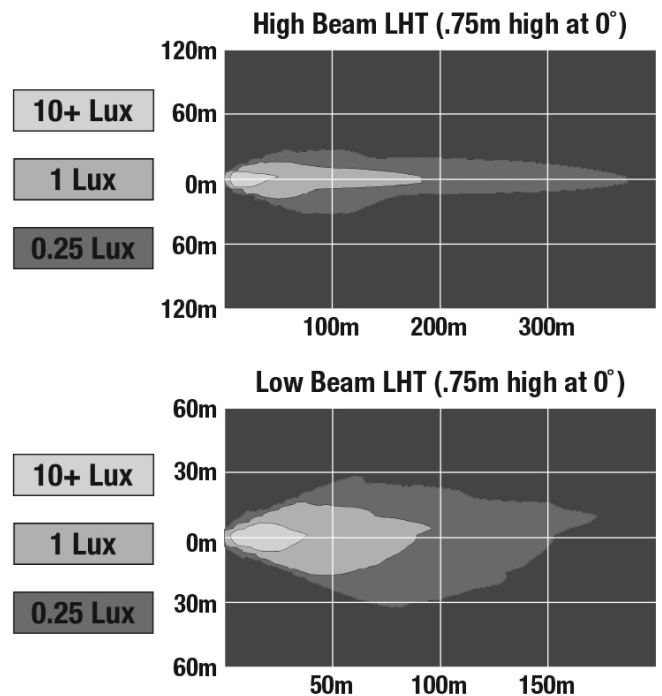 High Beam LHT (.75m high at 0°)
120m
10+ Lux
60m
1 Lux
0m
0.25 Lux
60m
120m
100m 200m 300m
Low Beam LHT (.75m high at 0°)
60m
10+ Lux
30m
1 Lux
0m
0.25 Lux
30m
60m
50m 100m 150m